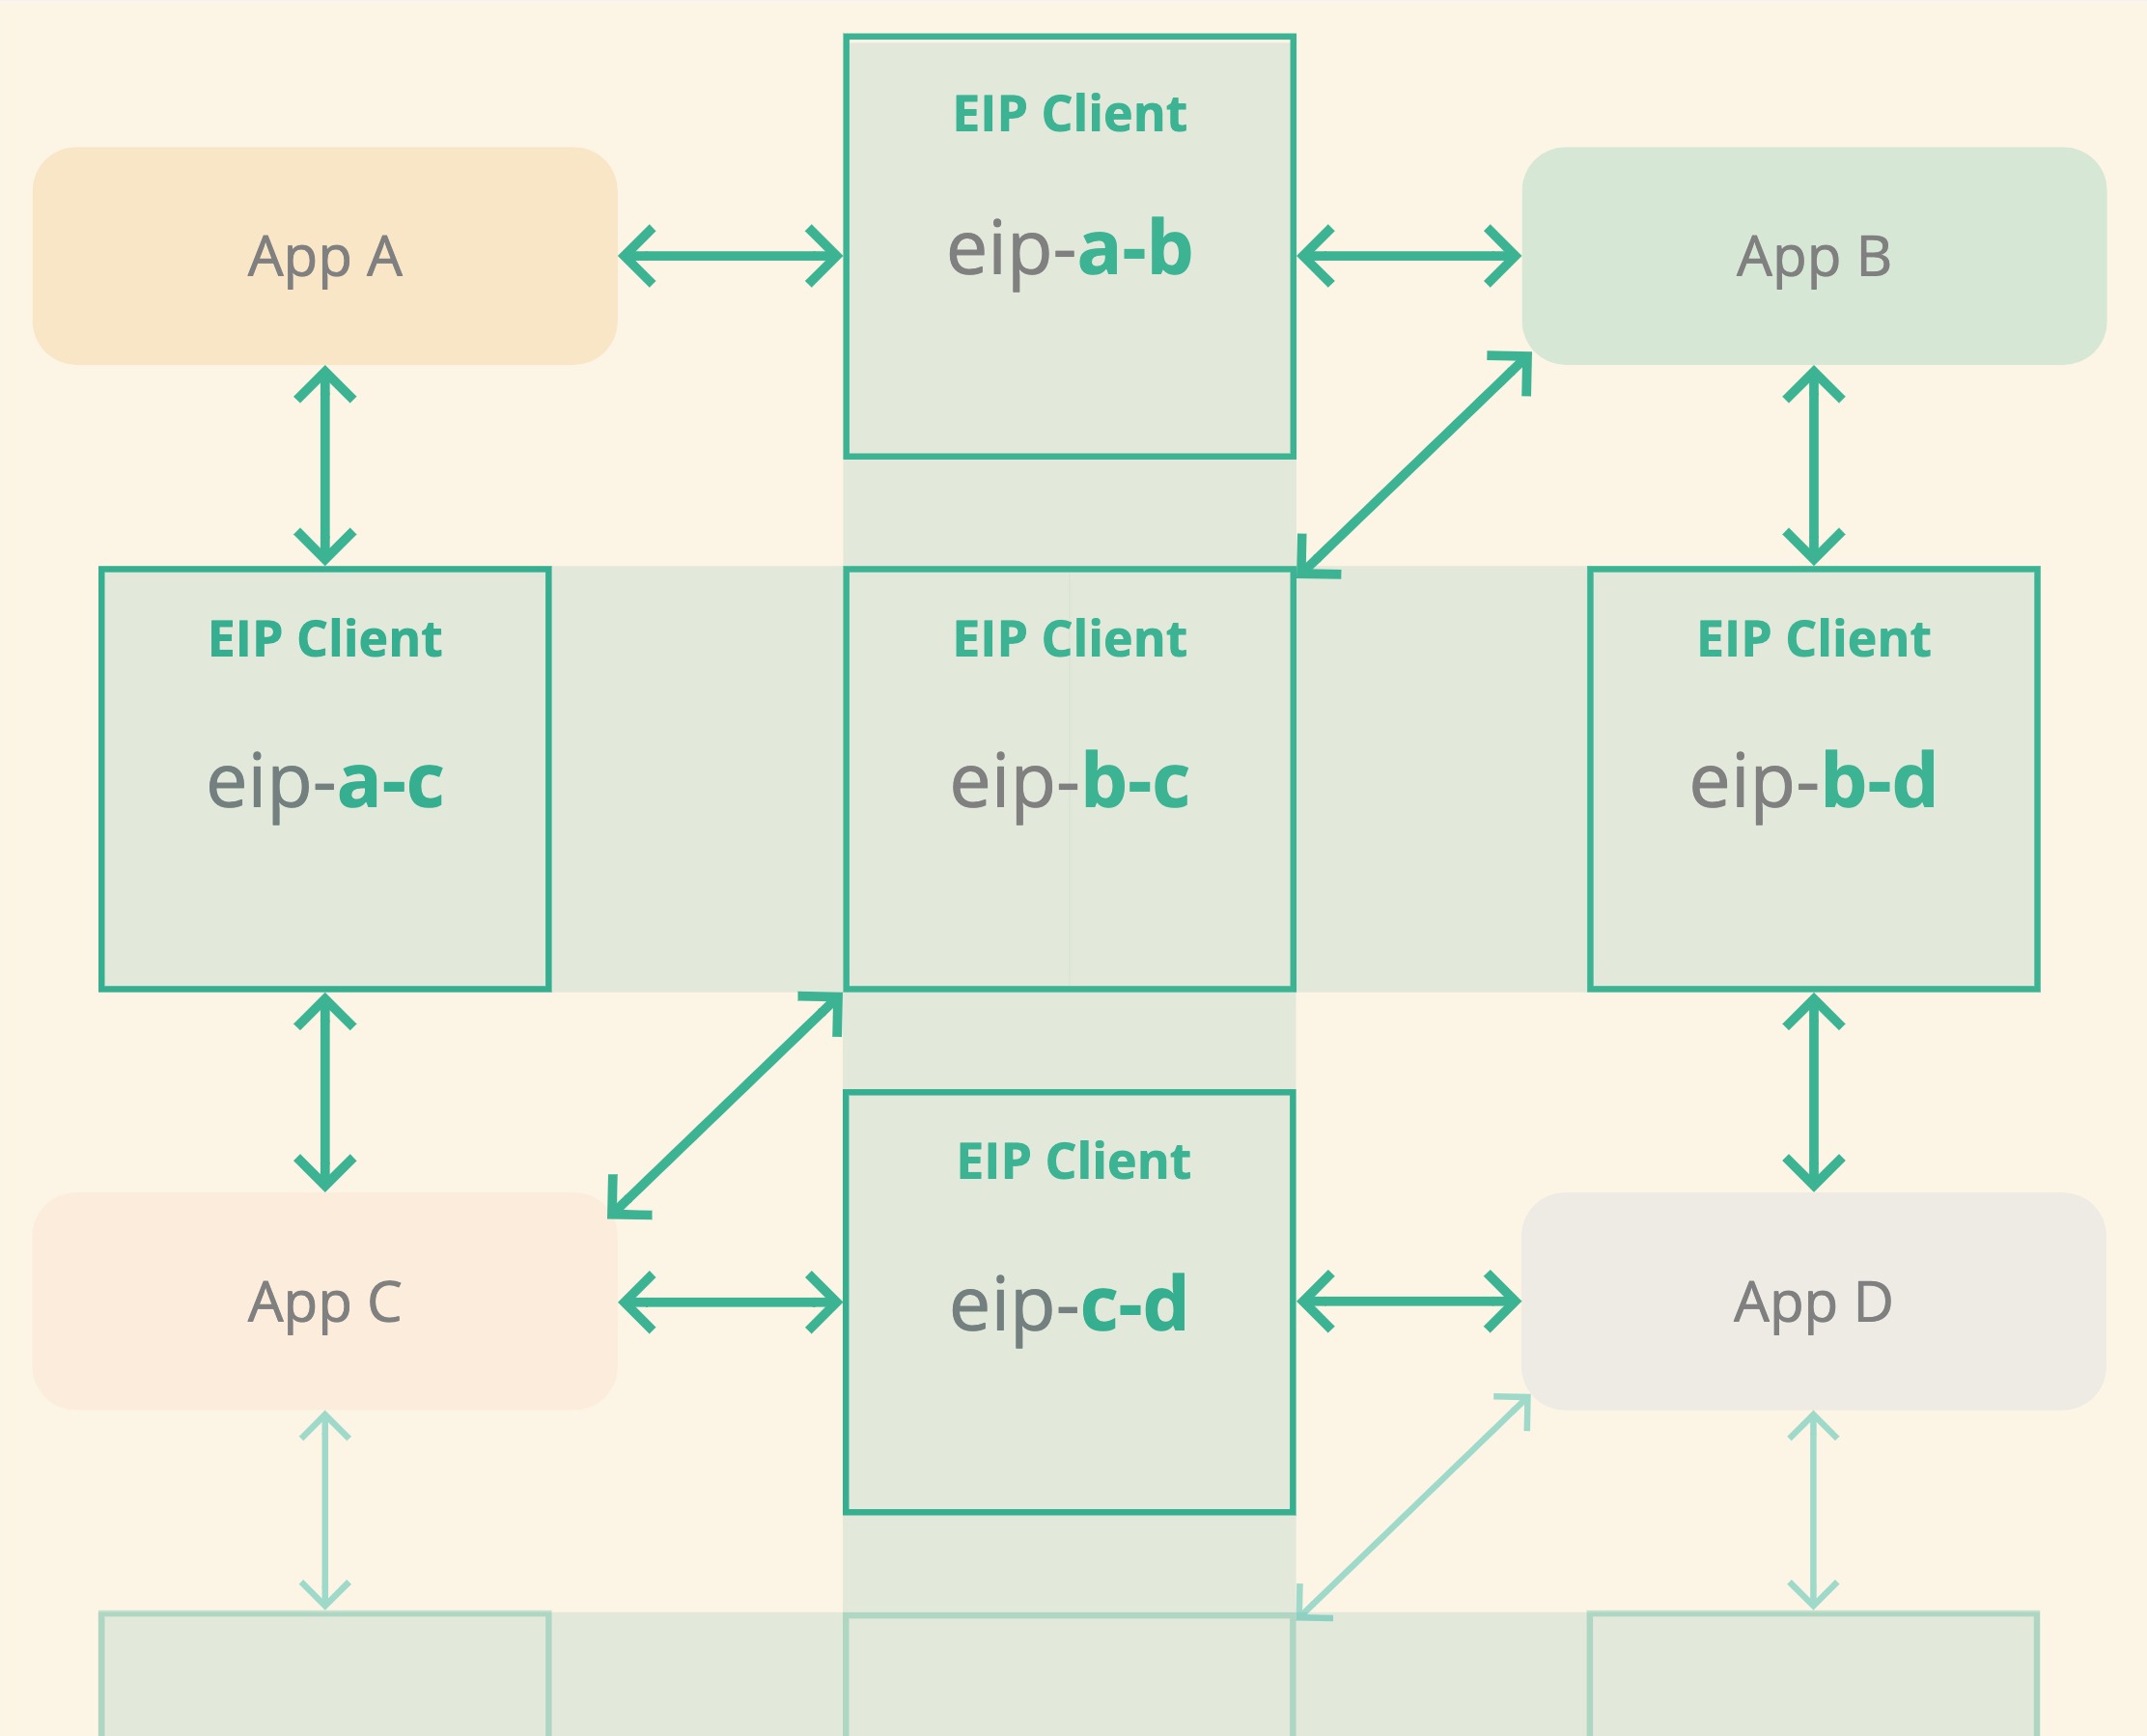 EIP Client
eip-a-b
App A
App B
EIP Client
eip-a-c
EIP Client
eip-b-c
EIP Client
eip-b-d
EIP Client
eip-c-d
App C
App D